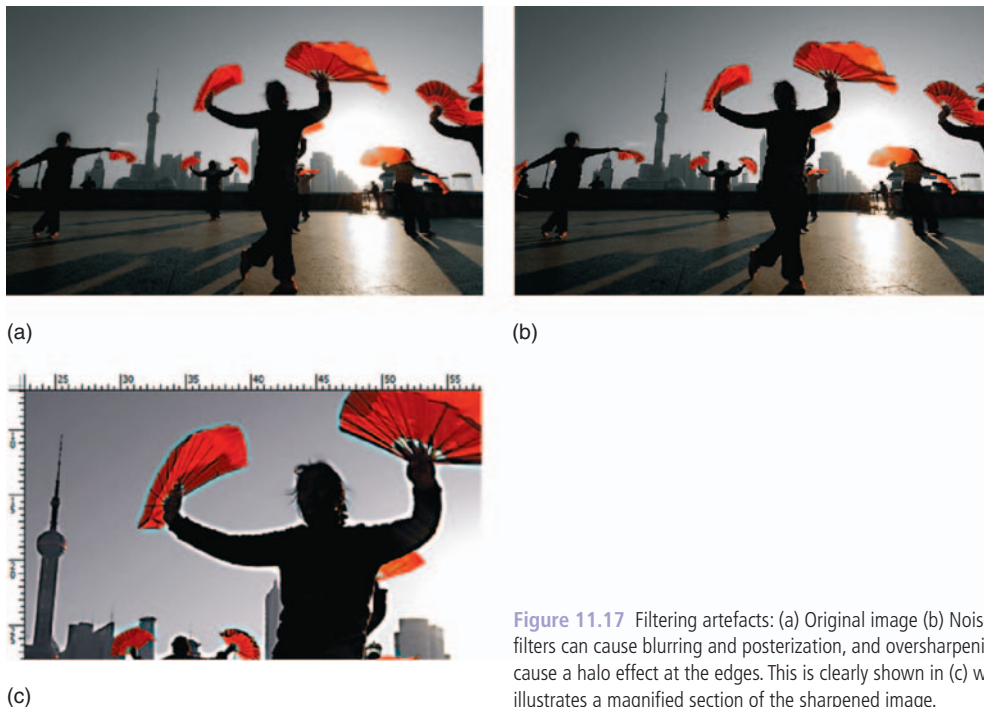 (a)
(b)
25 30 35 40 45 50 55
(c)
Figure 11.17 Filtering artefacts: (a) Original image (b) Nois
filters can cause blurring and posterization, and oversharpeni
cause a halo effect at the edges. This is clearly shown in (c) w
illustrates a magnified section of the sharpened image.